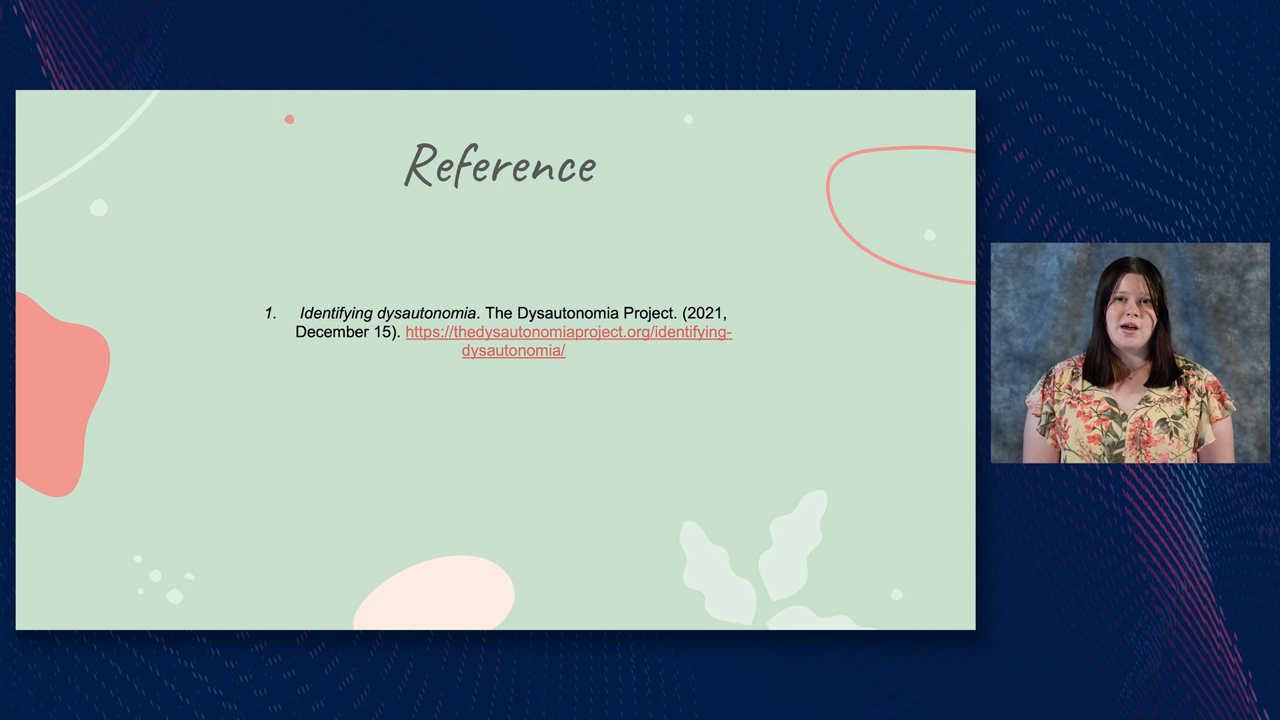 Reference
1. Identifying dysautonomia. The Dysautonomia Project. (2021,
December 15). https://thedysautonomiaproject.org/identifying-
dysautonomia/